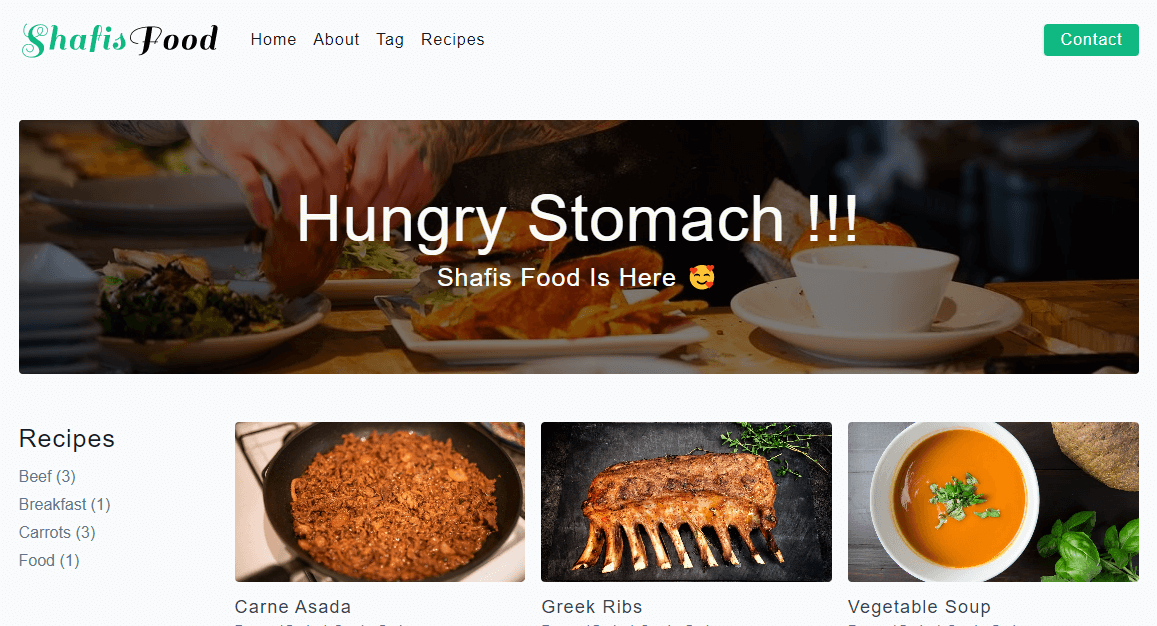 ShafisFood
Home About Tag Recipes
Contact
Hungry Stomach !!!
Shafis Food Is Here 🥰
Recipes
Beef (3)
Breakfast (1)
Carrots (3)
Food (1)
Carne Asada
Greek Ribs
Vegetable Soup